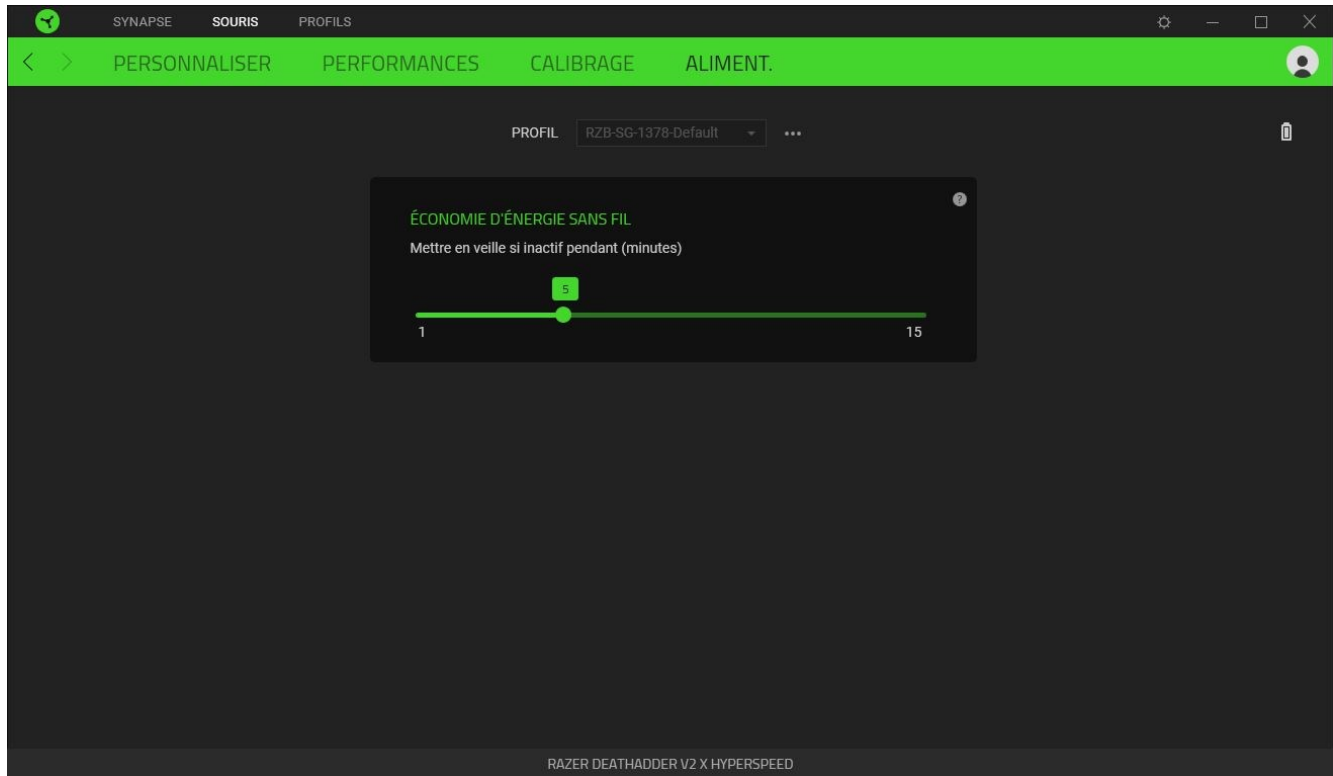 SYNAPSE SOURIS PROFILS
PERSONNALISER PERFORMANCES CALIBRAGE ALIMENT.
PROFIL RZB-SG-1378-Default
ÉCONOMIE D'ÉNERGIE SANS FIL
Mettre en veille si inactif pendant (minutes)
5
1 15
RAZER DEATHADDER V2 X HYPERSPEED